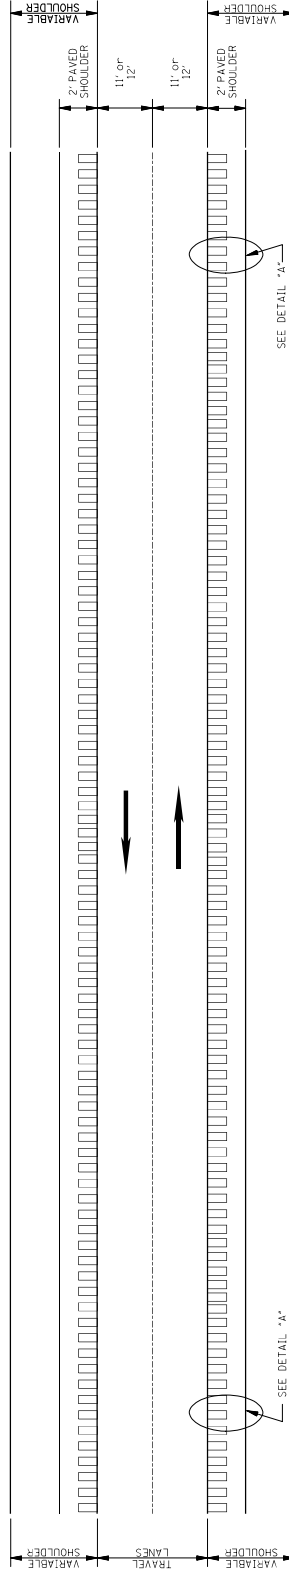 VARIABLE
SHOULDER
2' PAVED
SHOULDER
11' or
12'
11' or
12'
2' PAVED
SHOULDER
VARIABLE
SHOULDER
SEE DETAIL "A"
SEE DETAIL "A"
VARIABLE
SHOULDER
TRAVEL
LANES
VARIABLE
SHOULDER